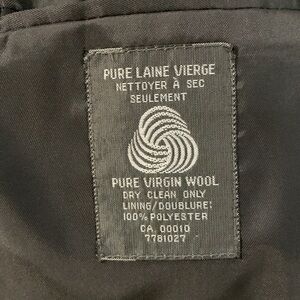 PURE LAINE VIERGE
NETTOYER À SEC
SEULEMENT
PURE VIRGIN WOOL
DRY CLEAN ONLY
LINING/DOUBLURE:
100% POLYESTER
CA. 00010
7781027